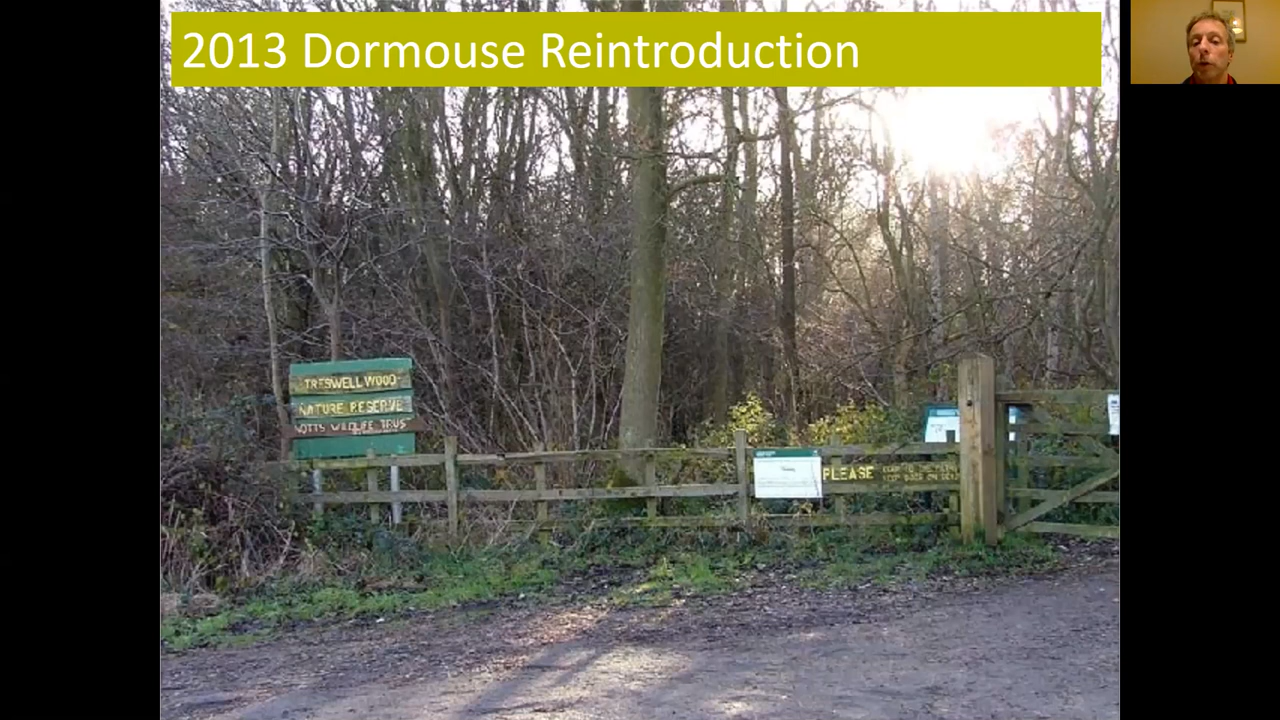 2013 Dormouse Reintroduction
TRESWELL WOOD
NATURE RESERVE
NOTTS WILDLIFE TRUST
PLEASE